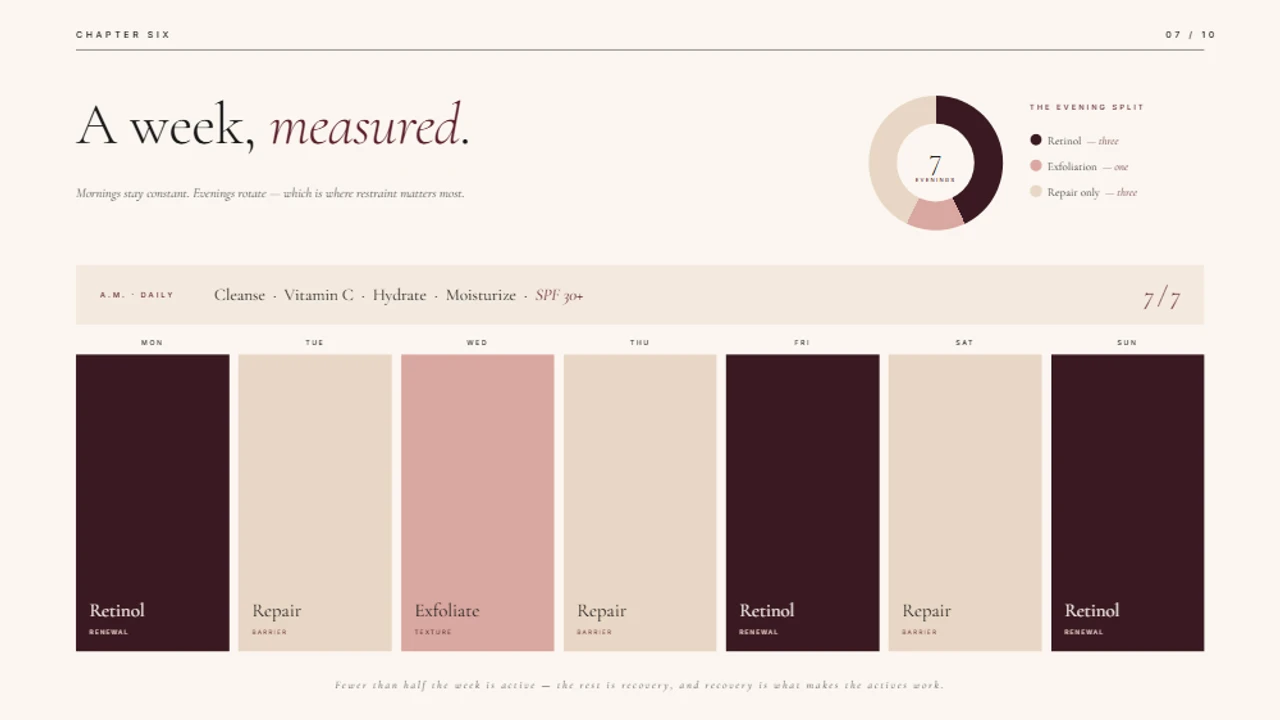 CHAPTER SIX
07 / 10
A week, measured.
Mornings stay constant. Evenings rotate — which is where restraint matters most.
7
EVENINGS
THE EVENING SPLIT
Retinol — three
Exfoliation — one
Repair only — three
A.M. · DAILY
Cleanse · Vitamin C · Hydrate · Moisturize · SPF 30+
7/7
MON
TUE
WED
THU
FRI
SAT
SUN
Retinol
RENEWAL
Repair
BARRIER
Exfoliate
TEXTURE
Repair
BARRIER
Retinol
RENEWAL
Repair
BARRIER
Retinol
RENEWAL
Fewer than half the week is active — the rest is recovery, and recovery is what makes the actives work.